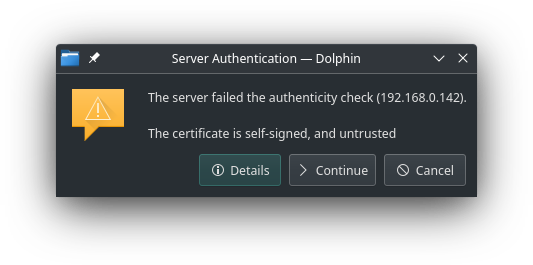 Server Authentication — Dolphin
The server failed the authenticity check (192.168.0.142).
The certificate is self-signed, and untrusted
Details
Continue
Cancel